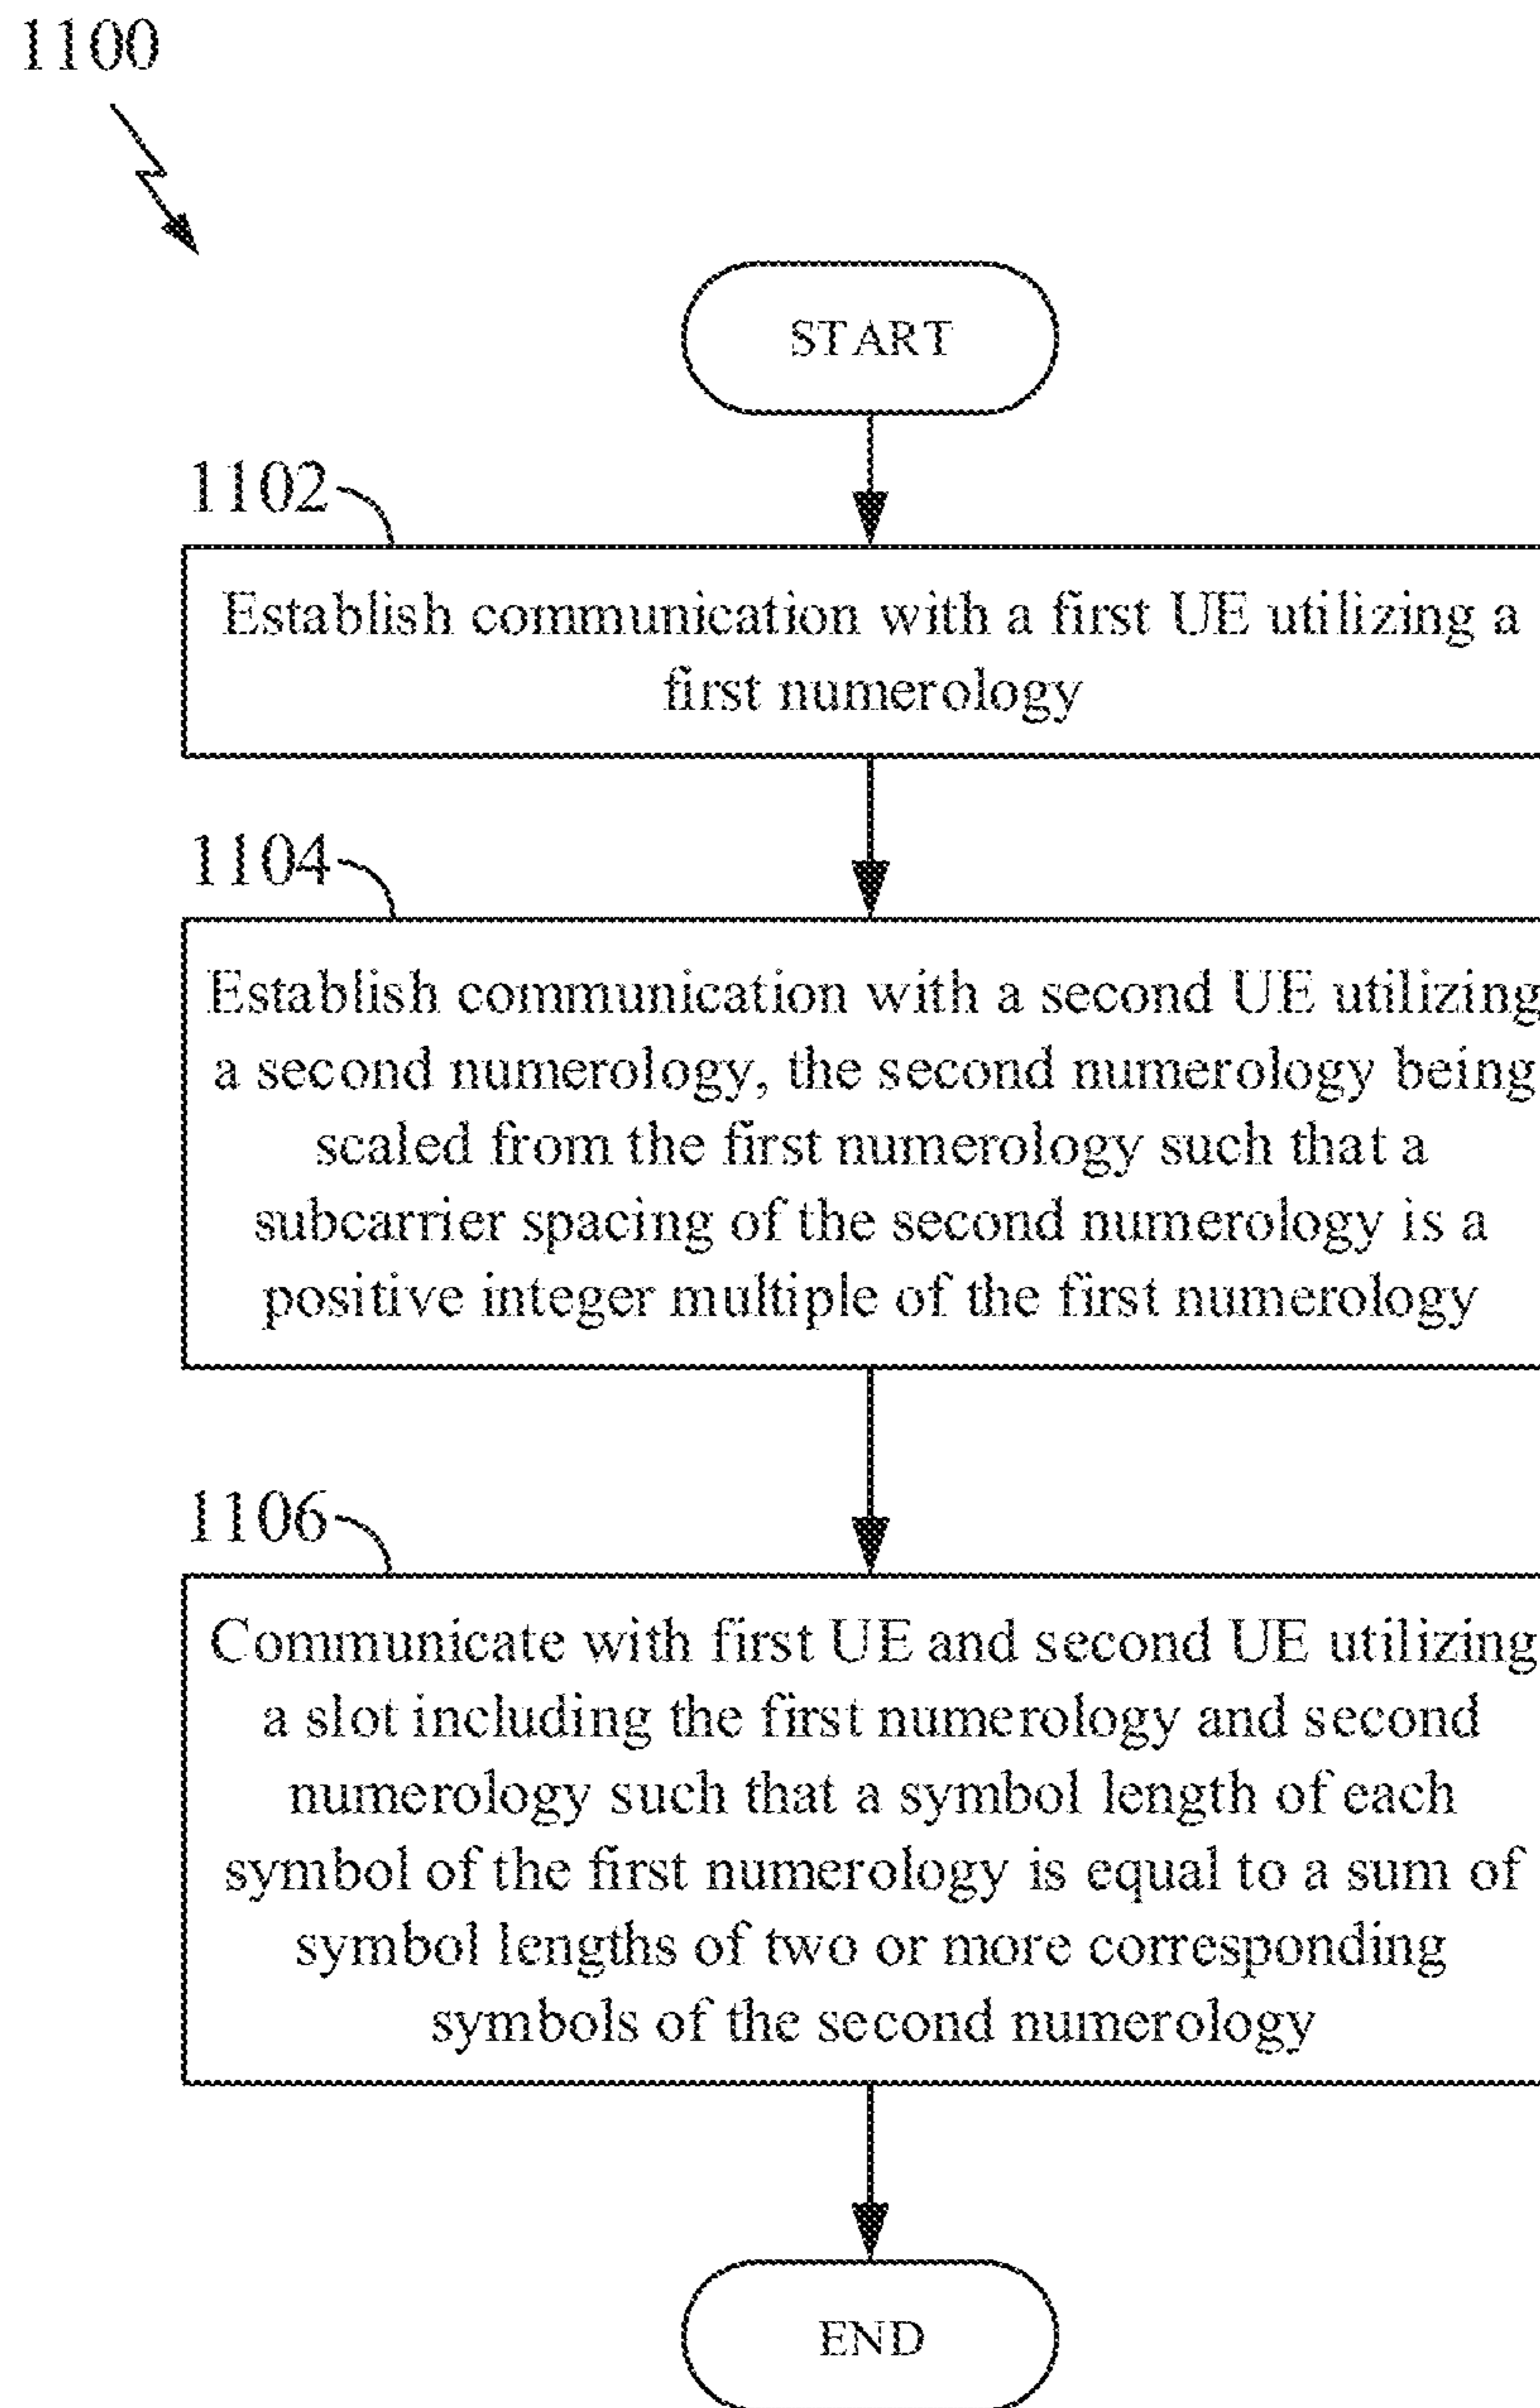 1100
START
1102
Establish communication with a first UE utilizing a
first numerology
1104
Establish communication with a second UE utilizing
a second numerology, the second numerology being
scaled from the first numerology such that a
subcarrier spacing of the second numerology is a
positive integer multiple of the first numerology
1106
Communicate with first UE and second UE utilizing
a slot including the first numerology and second
numerology such that a symbol length of each
symbol of the first numerology is equal to a sum of
symbol lengths of two or more corresponding
symbols of the second numerology
END